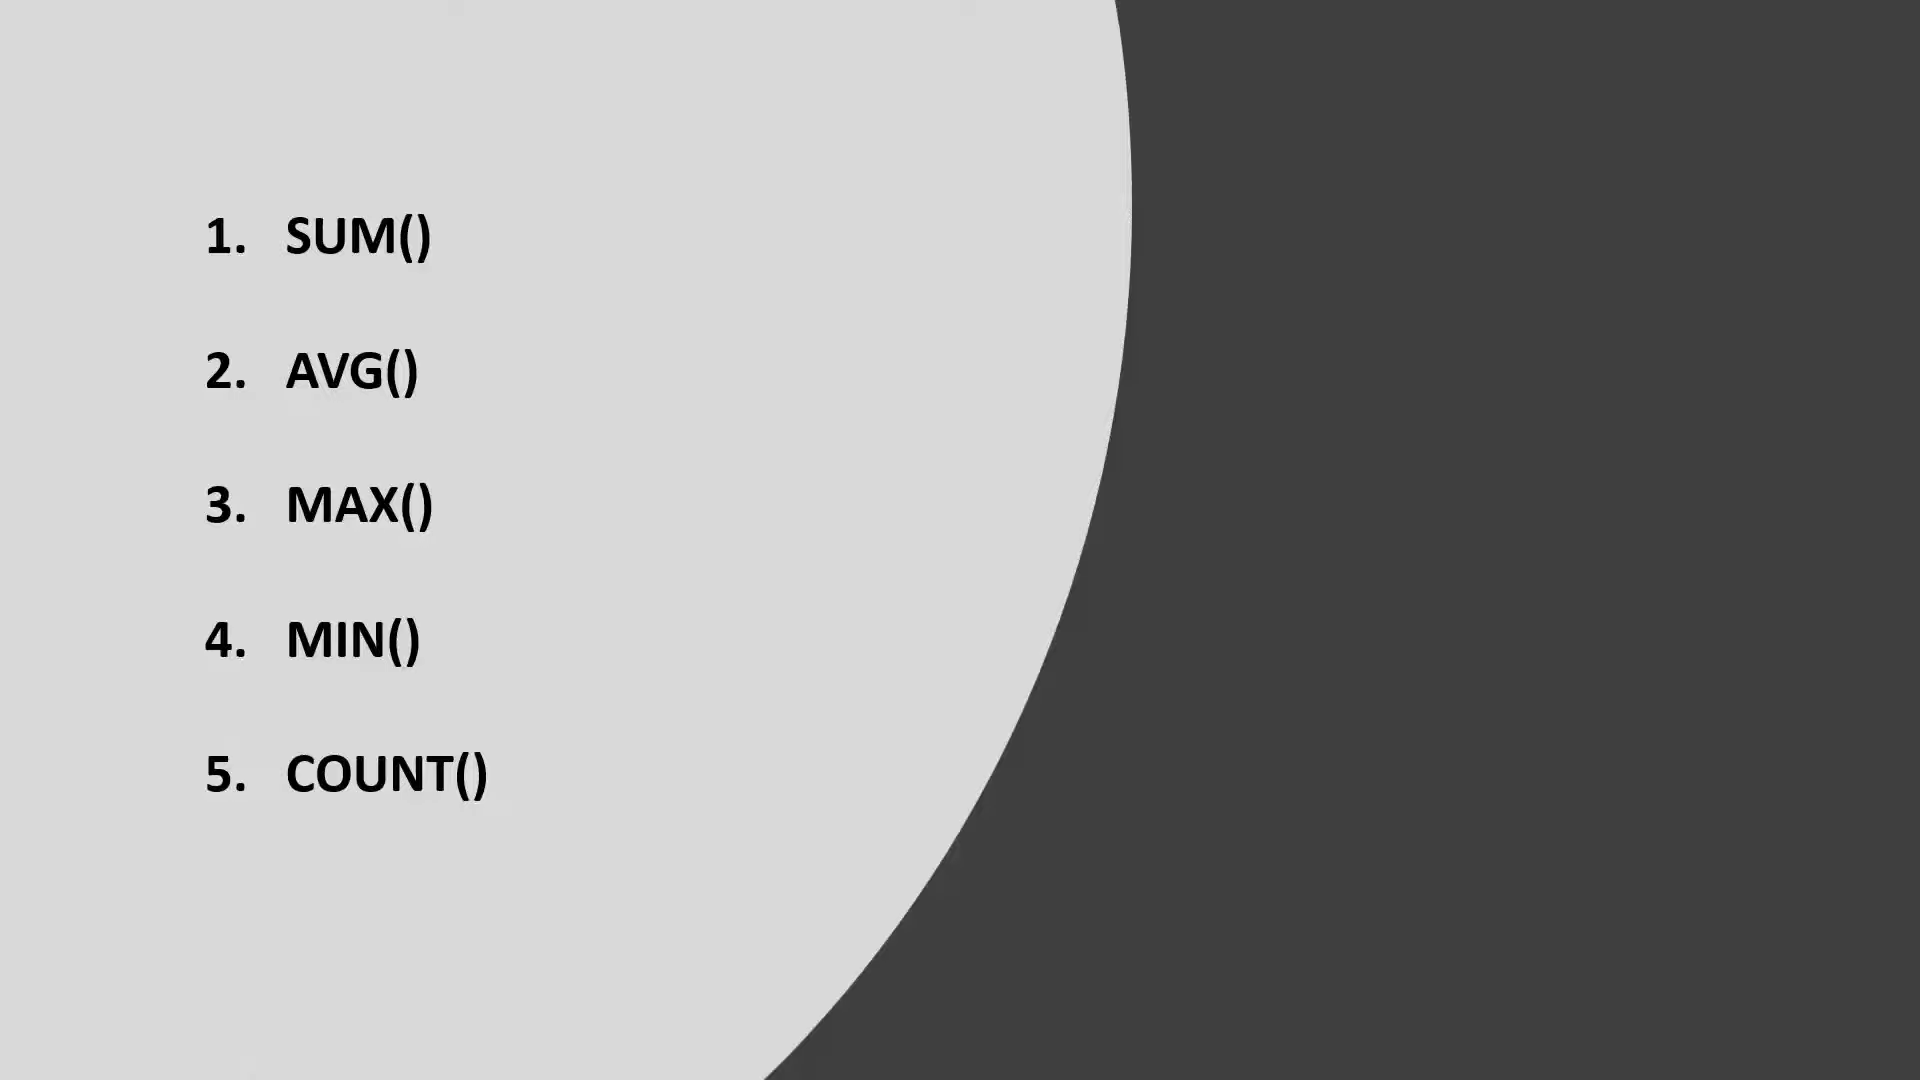 1. SUM()
2. AVG()
3. MAX()
4. MIN()
5. COUNT()